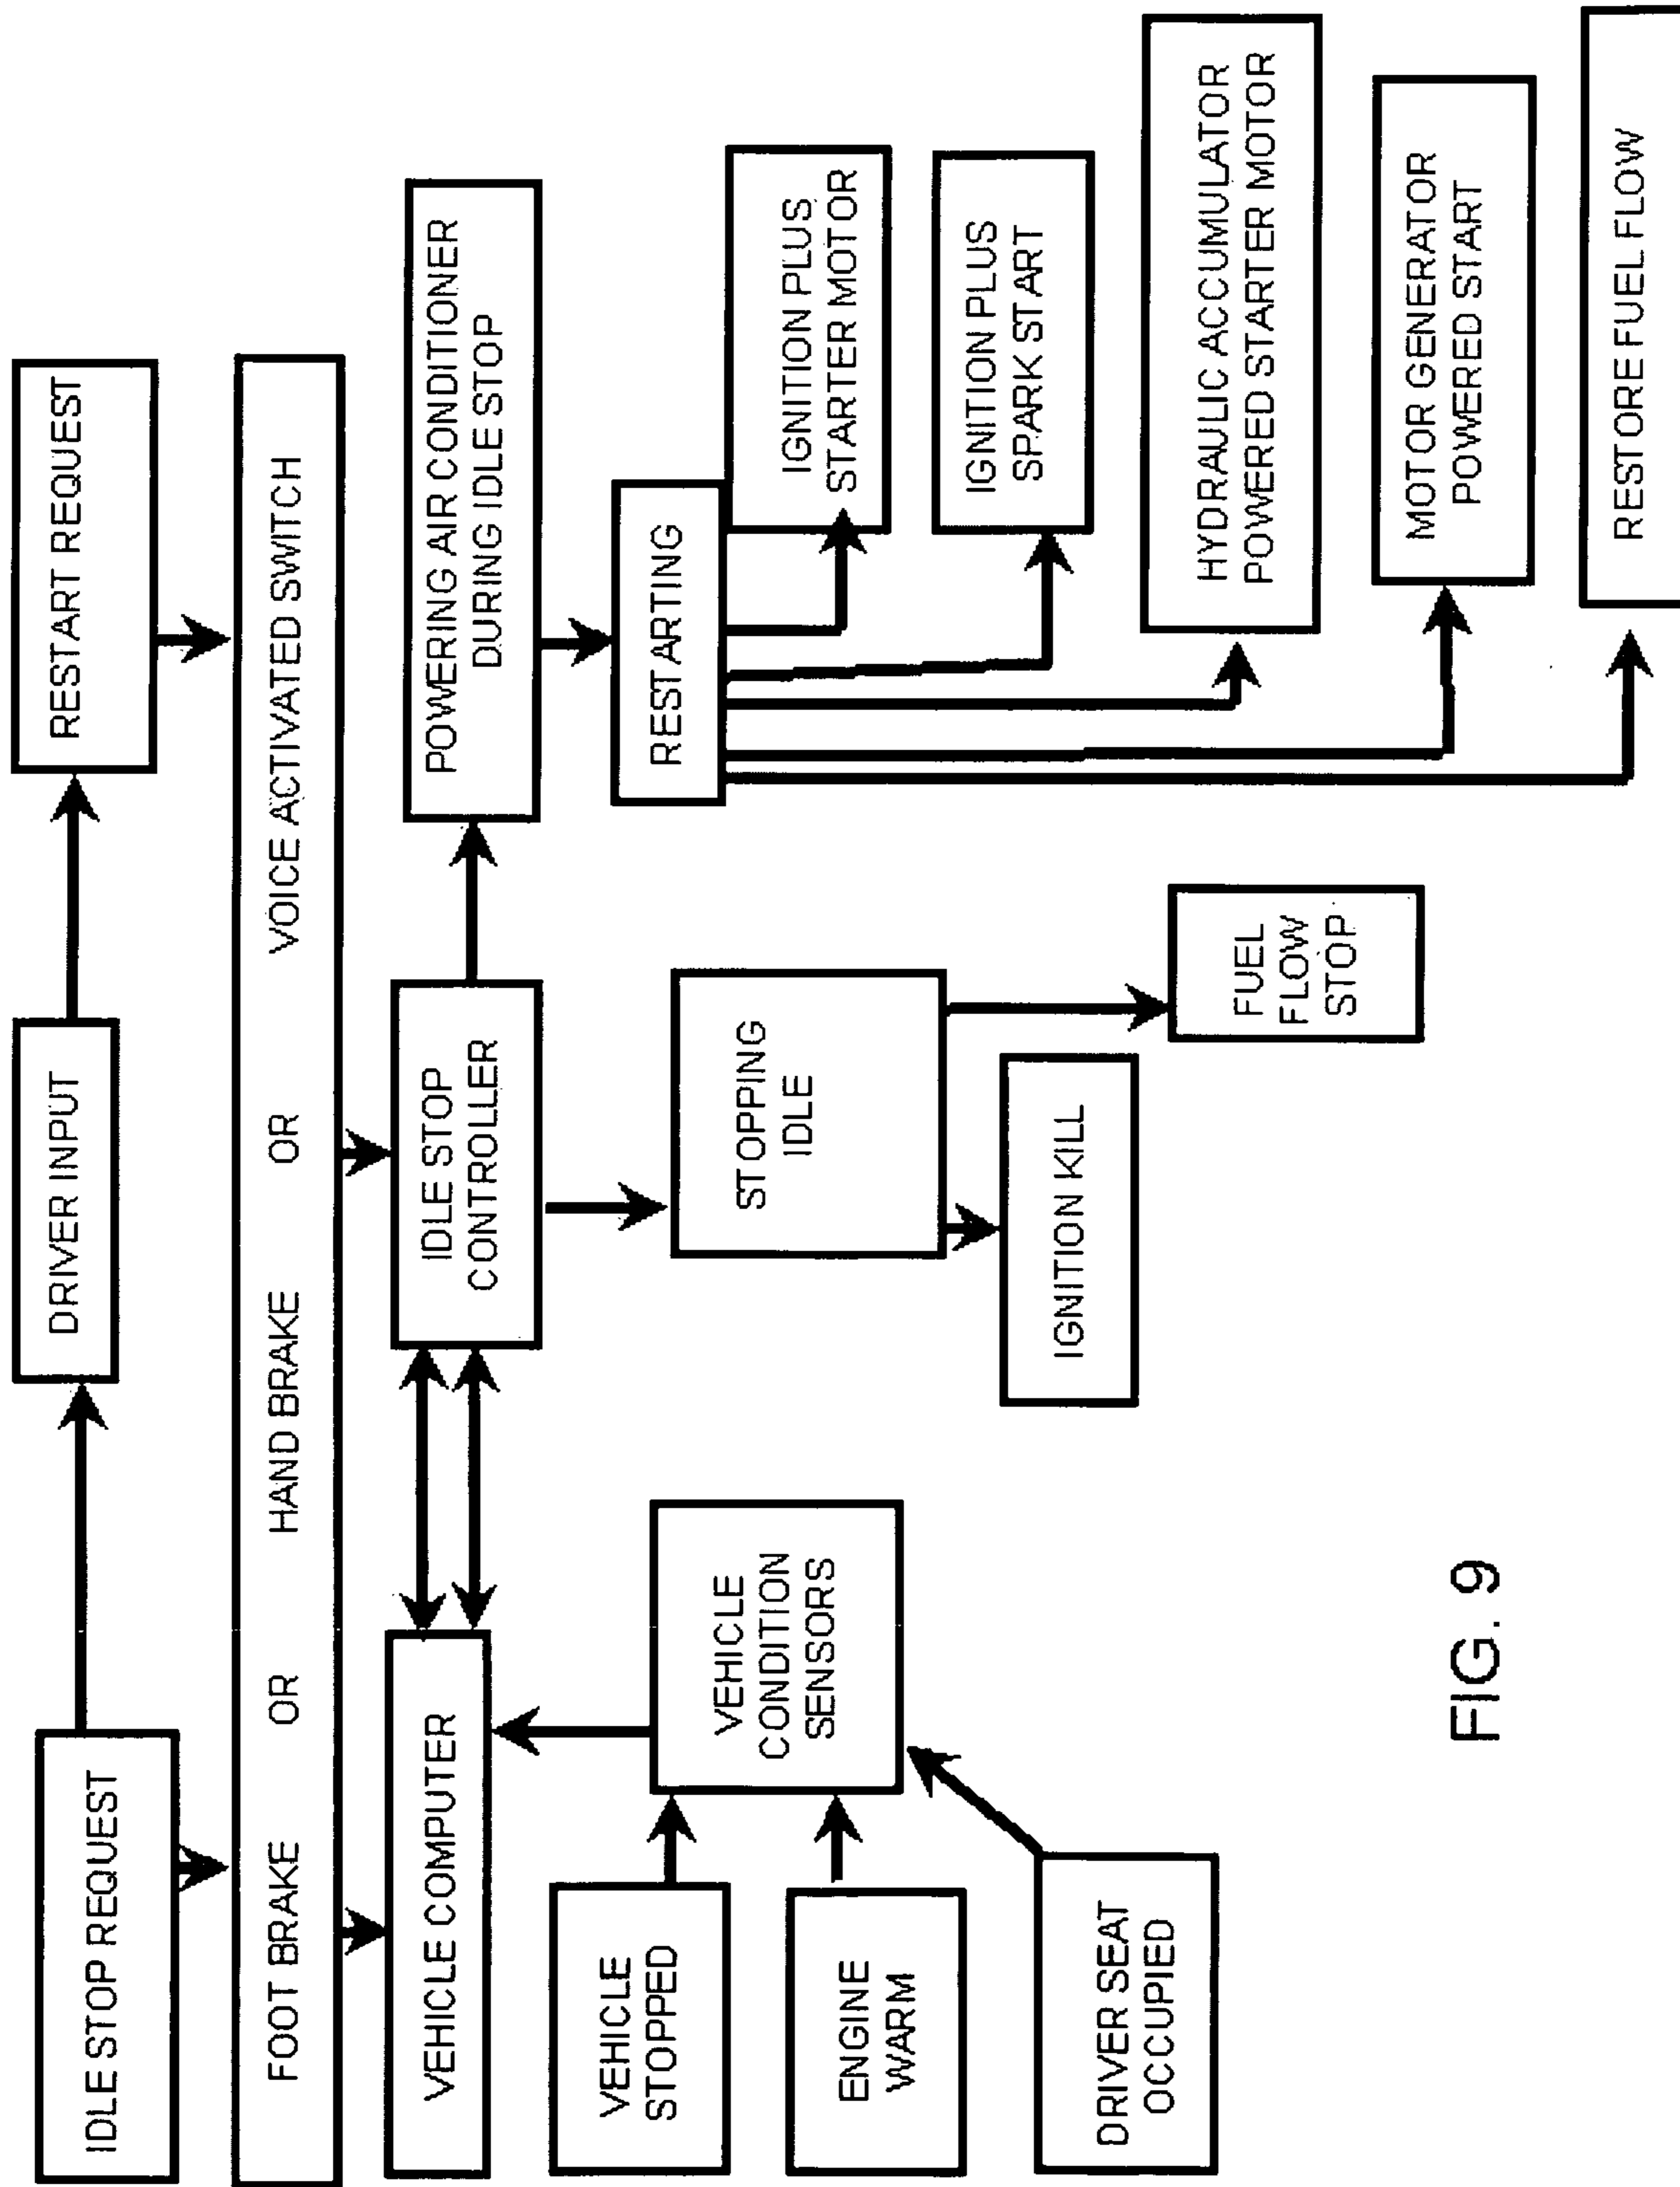 IDLE STOP REQUEST
DRIVER INPUT
RESTART REQUEST
FOOT BRAKE OR HAND BRAKE OR VOICE ACTIVATED SWITCH
VEHICLE COMPUTER
IDLE STOP
CONTROLLER
POWERING AIR CONDITIONER
DURING IDLE STOP
VEHICLE
STOPPED
ENGINE
WARM
DRIVER SEAT
OCCUPIED
VEHICLE
CONDITION
SENSORS
STOPPING
IDLE
IGNITION KILL
FUEL
FLOW
STOP
RESTARTING
IGNITION PLUS
STARTER MOTOR
IGNITION PLUS
SPARK START
HYDRAULIC ACCUMULATOR
POWERED STARTER MOTOR
MOTOR GENERATOR
POWERED START
RESTORE FUEL FLOW
FIG. 9